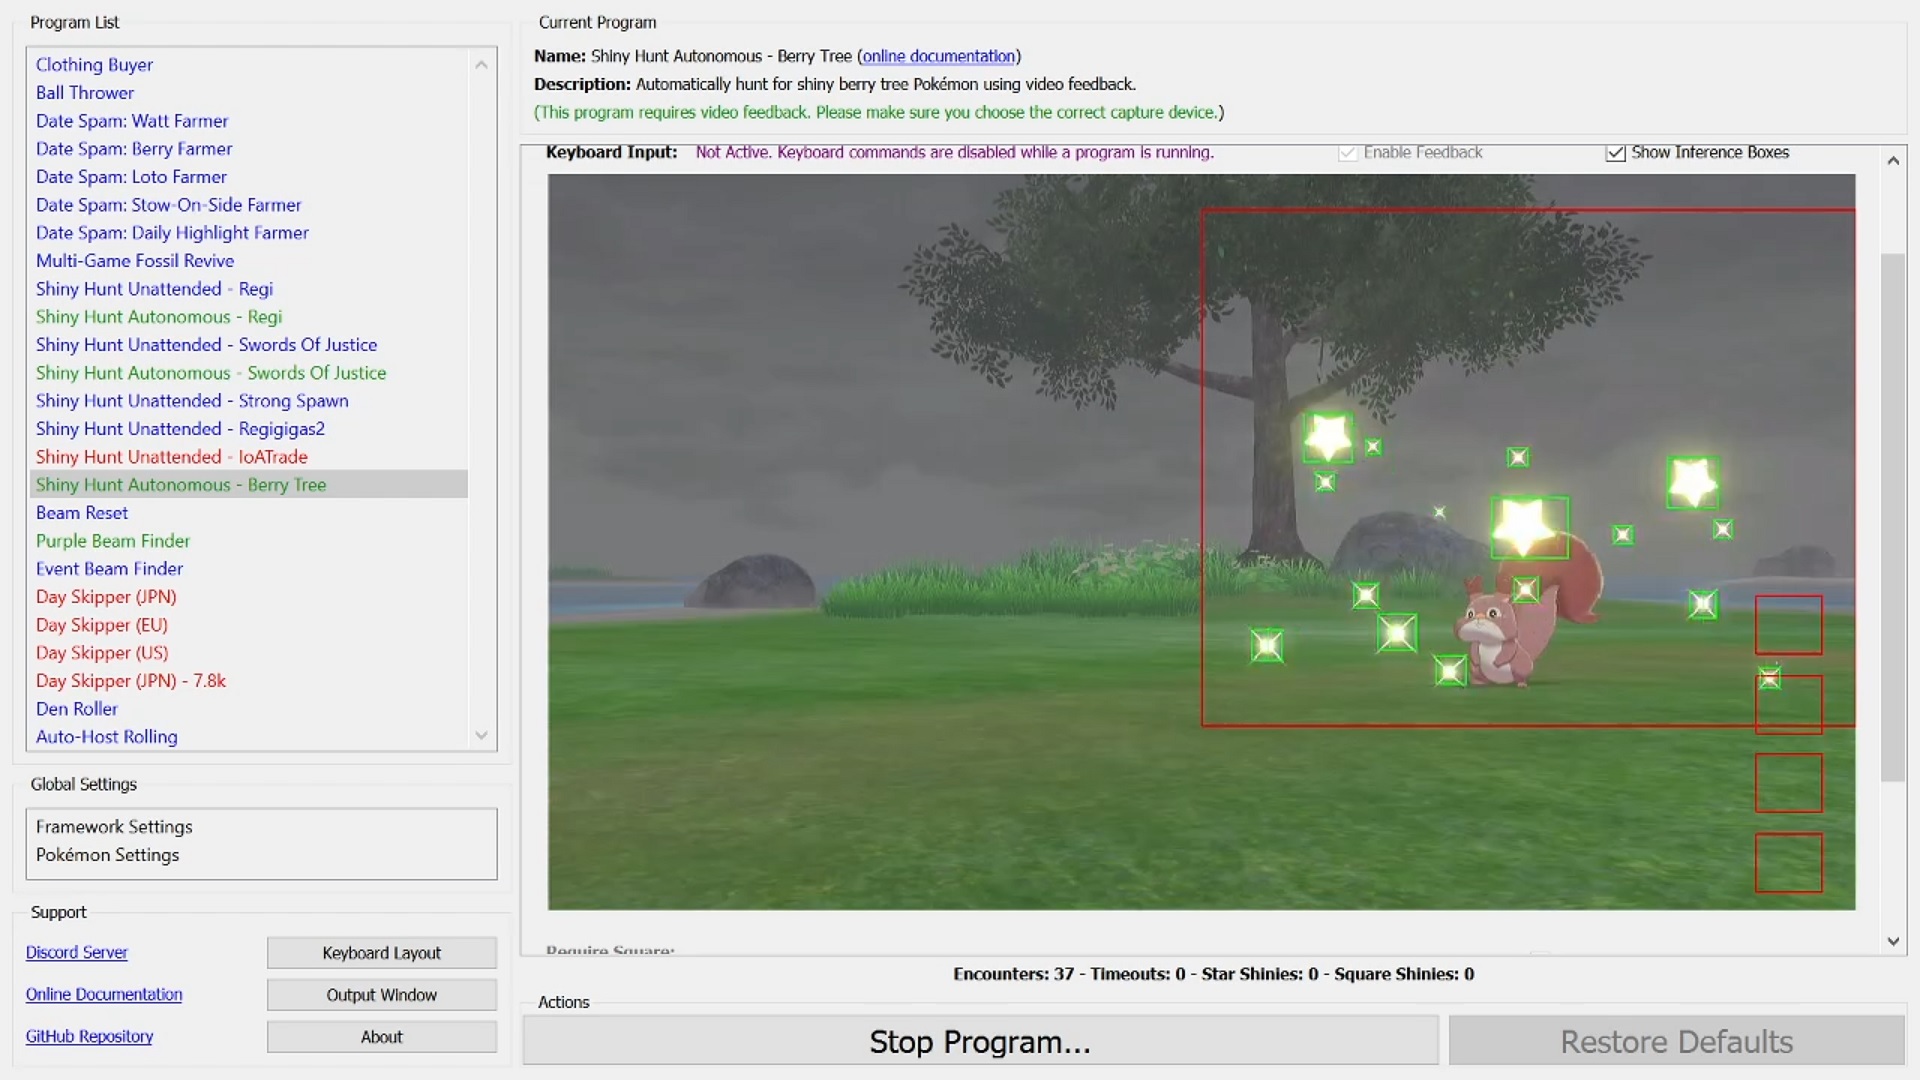 Program List
Clothing Buyer
Ball Thrower
Date Spam: Watt Farmer
Date Spam: Berry Farmer
Date Spam: Loto Farmer
Date Spam: Stow-On-Side Farmer
Date Spam: Daily Highlight Farmer
Multi-Game Fossil Revive
Shiny Hunt Unattended - Regi
Shiny Hunt Autonomous - Regi
Shiny Hunt Unattended - Swords Of Justice
Shiny Hunt Autonomous - Swords Of Justice
Shiny Hunt Unattended - Strong Spawn
Shiny Hunt Unattended - Regigigas2
Shiny Hunt Unattended - IoATrade
Shiny Hunt Autonomous - Berry Tree
Beam Reset
Purple Beam Finder
Event Beam Finder
Day Skipper (JPN)
Day Skipper (EU)
Day Skipper (US)
Day Skipper (JPN) - 7.8k
Den Roller
Auto-Host Rolling
Global Settings
Framework Settings
Pokémon Settings
Support
Discord Server
Keyboard Layout
Online Documentation
Output Window
GitHub Repository
About
Current Program
Name: Shiny Hunt Autonomous - Berry Tree (online documentation)
Description: Automatically hunt for shiny berry tree Pokémon using video feedback.
(This program requires video feedback. Please make sure you choose the correct capture device.)
Keyboard Input: Not Active. Keyboard commands are disabled while a program is running. Enable Feedback Show Inference Boxes
Require Square:
Encounters: 37 - Timeouts: 0 - Star Shinies: 0 - Square Shinies: 0
Actions
Stop Program...
Restore Defaults